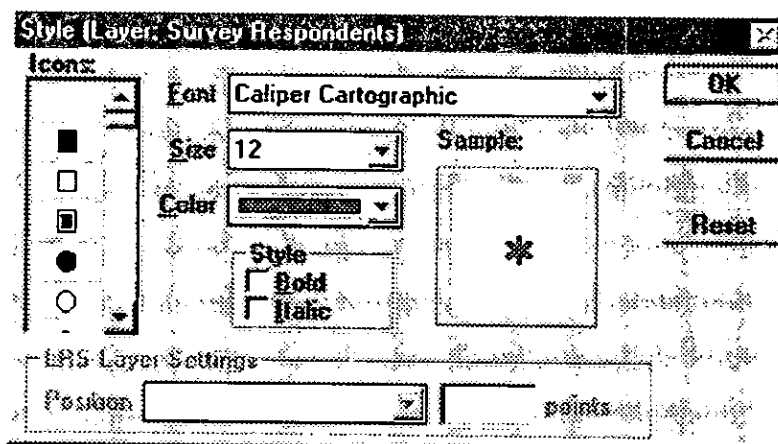 Style (Layer: Survey Respondents)
Icons:
Font Caliper Cartographic
OK
Size 12
Sample:
Cancel
Color
Reset
Style
Bold
Italic
LRS Layer Settings
Position
points